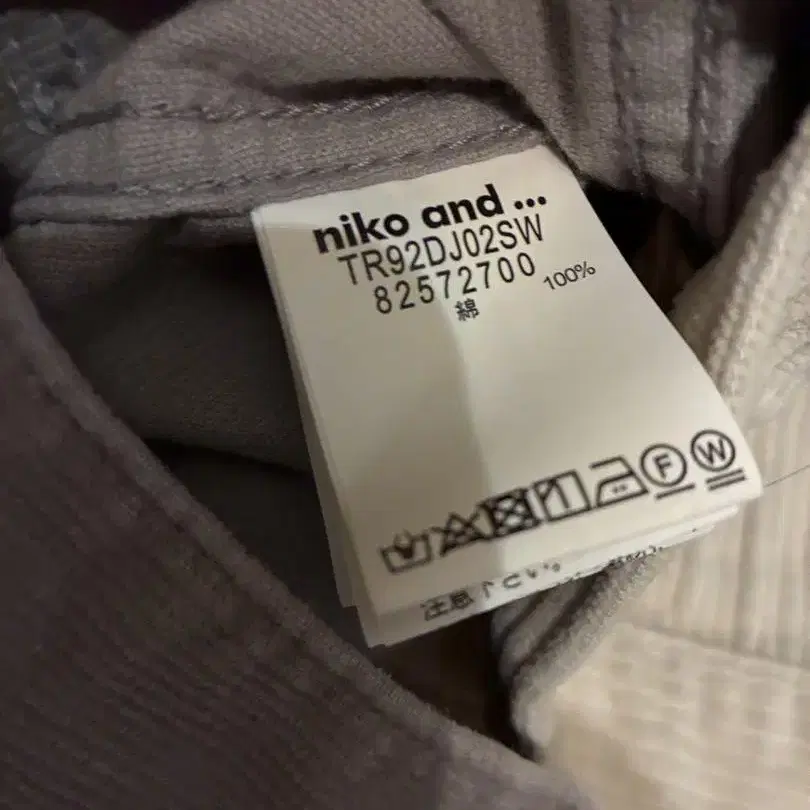 niko and ...
TR92DJ02SW
82572700
綿 100%
F W